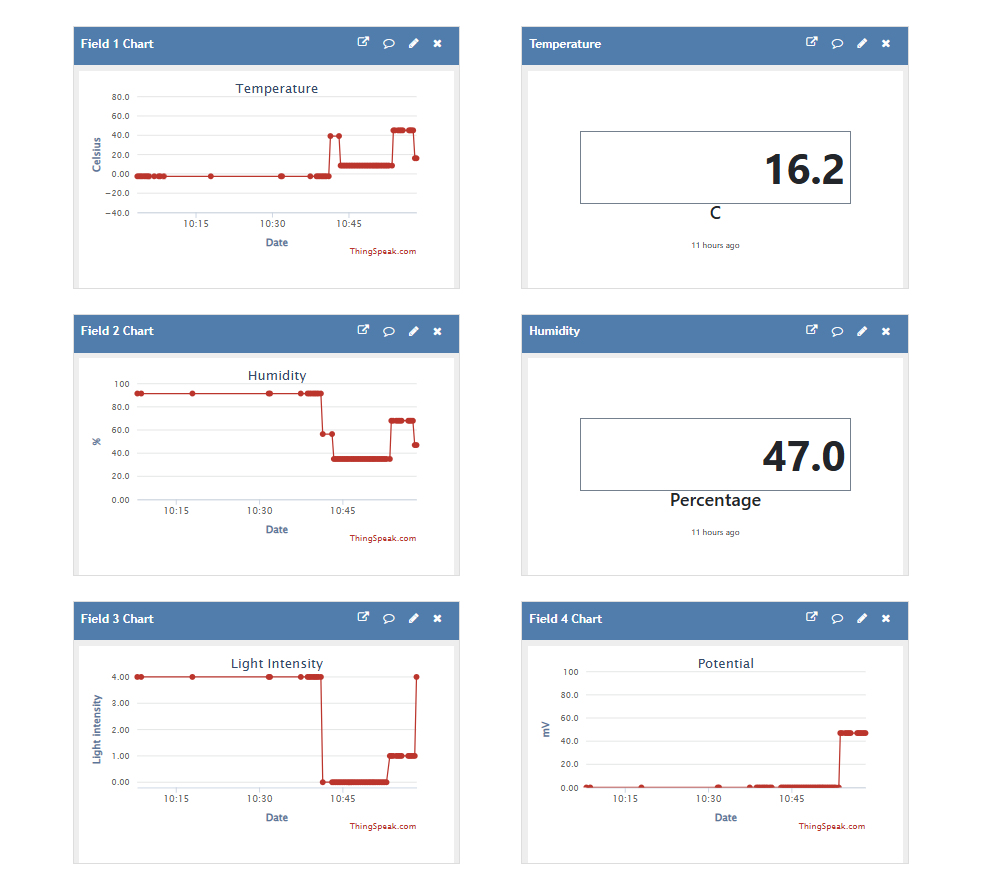 Field 1 Chart
Temperature
80.0
60.0
40.0
20.0
0.00
−20.0
−40.0
Celsius
10:15 10:30 10:45
Date
ThingSpeak.com
Temperature
16.2
C
11 hours ago
Field 2 Chart
Humidity
100
80.0
60.0
40.0
20.0
0.00
%
10:15 10:30 10:45
Date
ThingSpeak.com
Humidity
47.0
Percentage
11 hours ago
Field 3 Chart
Light Intensity
4.00
3.00
2.00
1.00
0.00
Light intensity
10:15 10:30 10:45
Date
ThingSpeak.com
Field 4 Chart
Potential
100
80.0
60.0
40.0
20.0
0.00
mV
10:15 10:30 10:45
Date
ThingSpeak.com